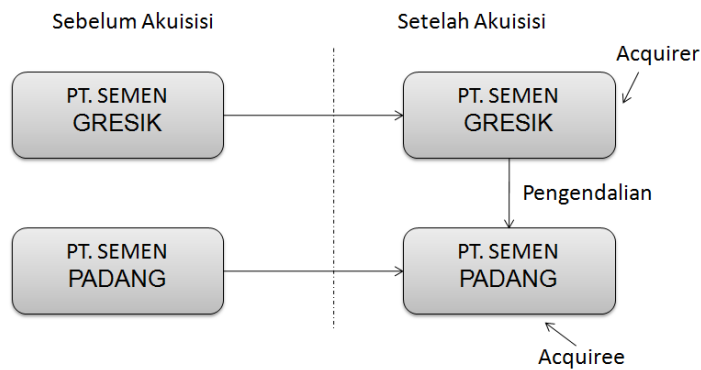 Sebelum Akuisisi
Setelah Akuisisi
Acquirer
PT. SEMEN
GRESIK
PT. SEMEN
GRESIK
Pengendalian
PT. SEMEN
PADANG
PT. SEMEN
PADANG
Acquiree